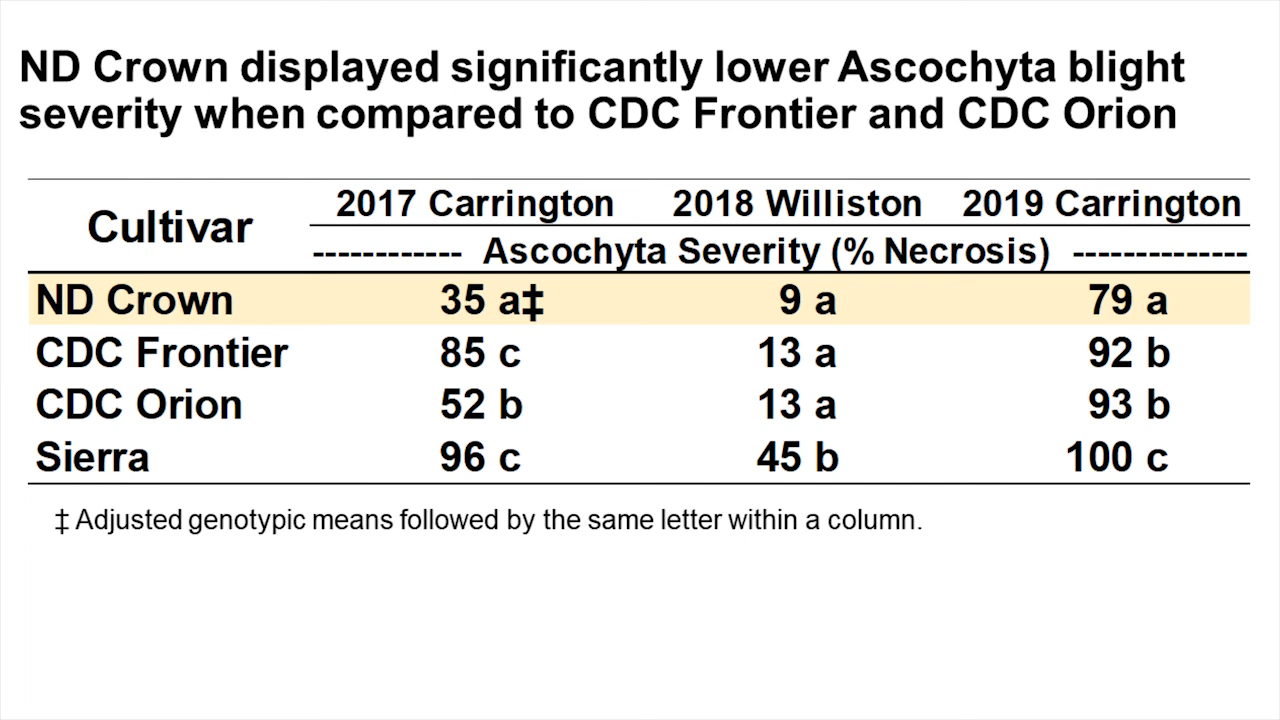 ND Crown displayed significantly lower Ascochyta blight
severity when compared to CDC Frontier and CDC Orion
Cultivar 2017 Carrington 2018 Williston 2019 Carrington
------------ Ascochyta Severity (% Necrosis) --------------
ND Crown 35 a‡ 9 a 79 a
CDC Frontier 85 c 13 a 92 b
CDC Orion 52 b 13 a 93 b
Sierra 96 c 45 b 100 c
‡ Adjusted genotypic means followed by the same letter within a column.